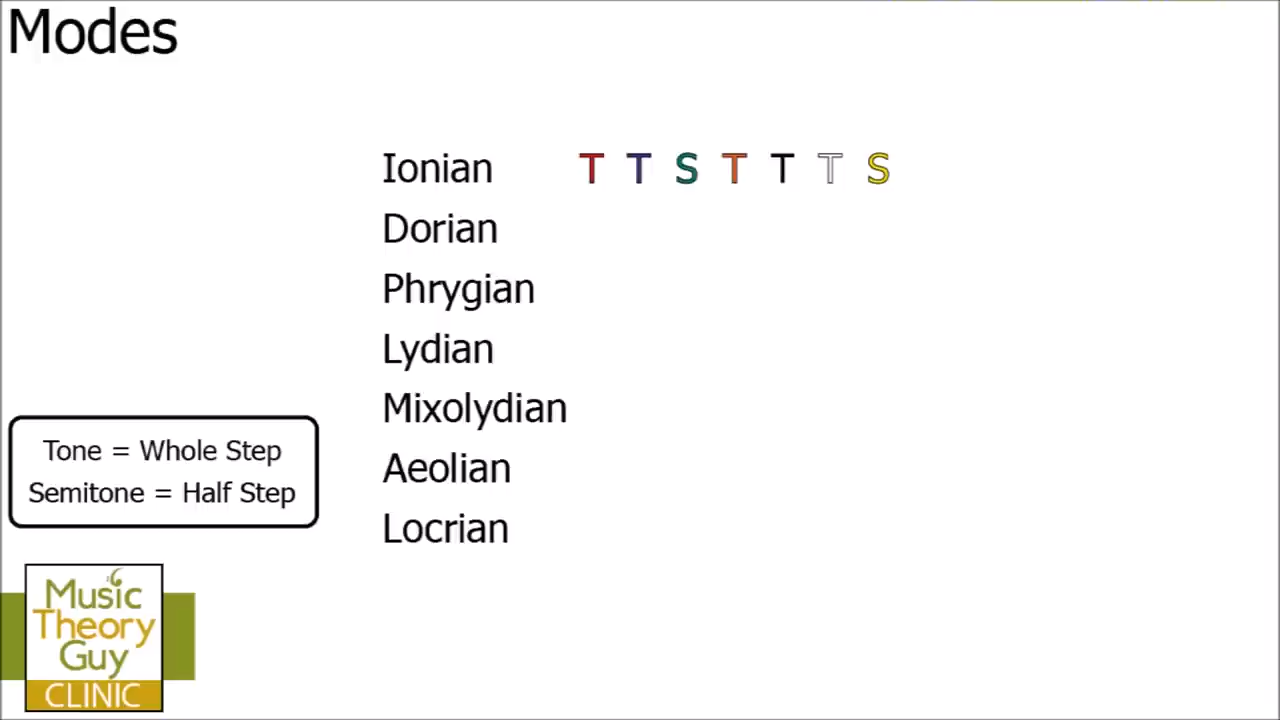 Modes
Ionian T T S T T T S
Dorian
Phrygian
Lydian
Mixolydian
Aeolian
Locrian
Tone = Whole Step
Semitone = Half Step
Music
Theory
Guy
CLINIC